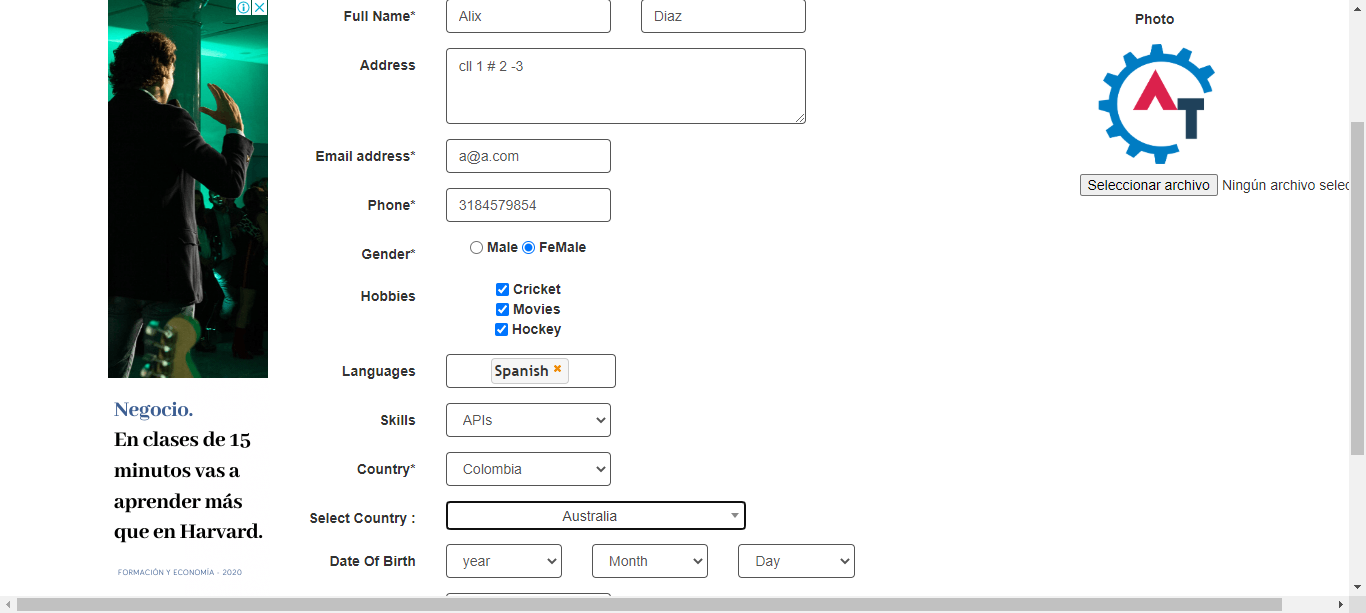 Full Name* Alix Diaz
Photo
Address cll 1 # 2 -3
AT
Email address* a@a.com
Seleccionar archivo Ningún archivo selec
Phone* 3184579854
Gender* Male FeMale
Hobbies Cricket
Movies
Hockey
Languages Spanish
Skills APIs
Country* Colombia
Select Country : Australia
Date Of Birth year Month Day
Negocio.
En clases de 15
minutos vas a
aprender más
que en Harvard.
FORMACIÓN Y ECONOMÍA - 2020